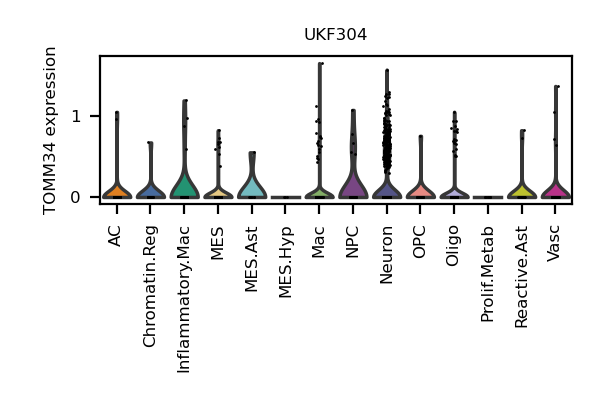 UKF304
TOMM34 expression
1
0
AC
Chromatin.Reg
Inflammatory.Mac
MES
MES.Ast
MES.Hyp
Mac
NPC
Neuron
OPC
Oligo
Prolif.Metab
Reactive.Ast
Vasc